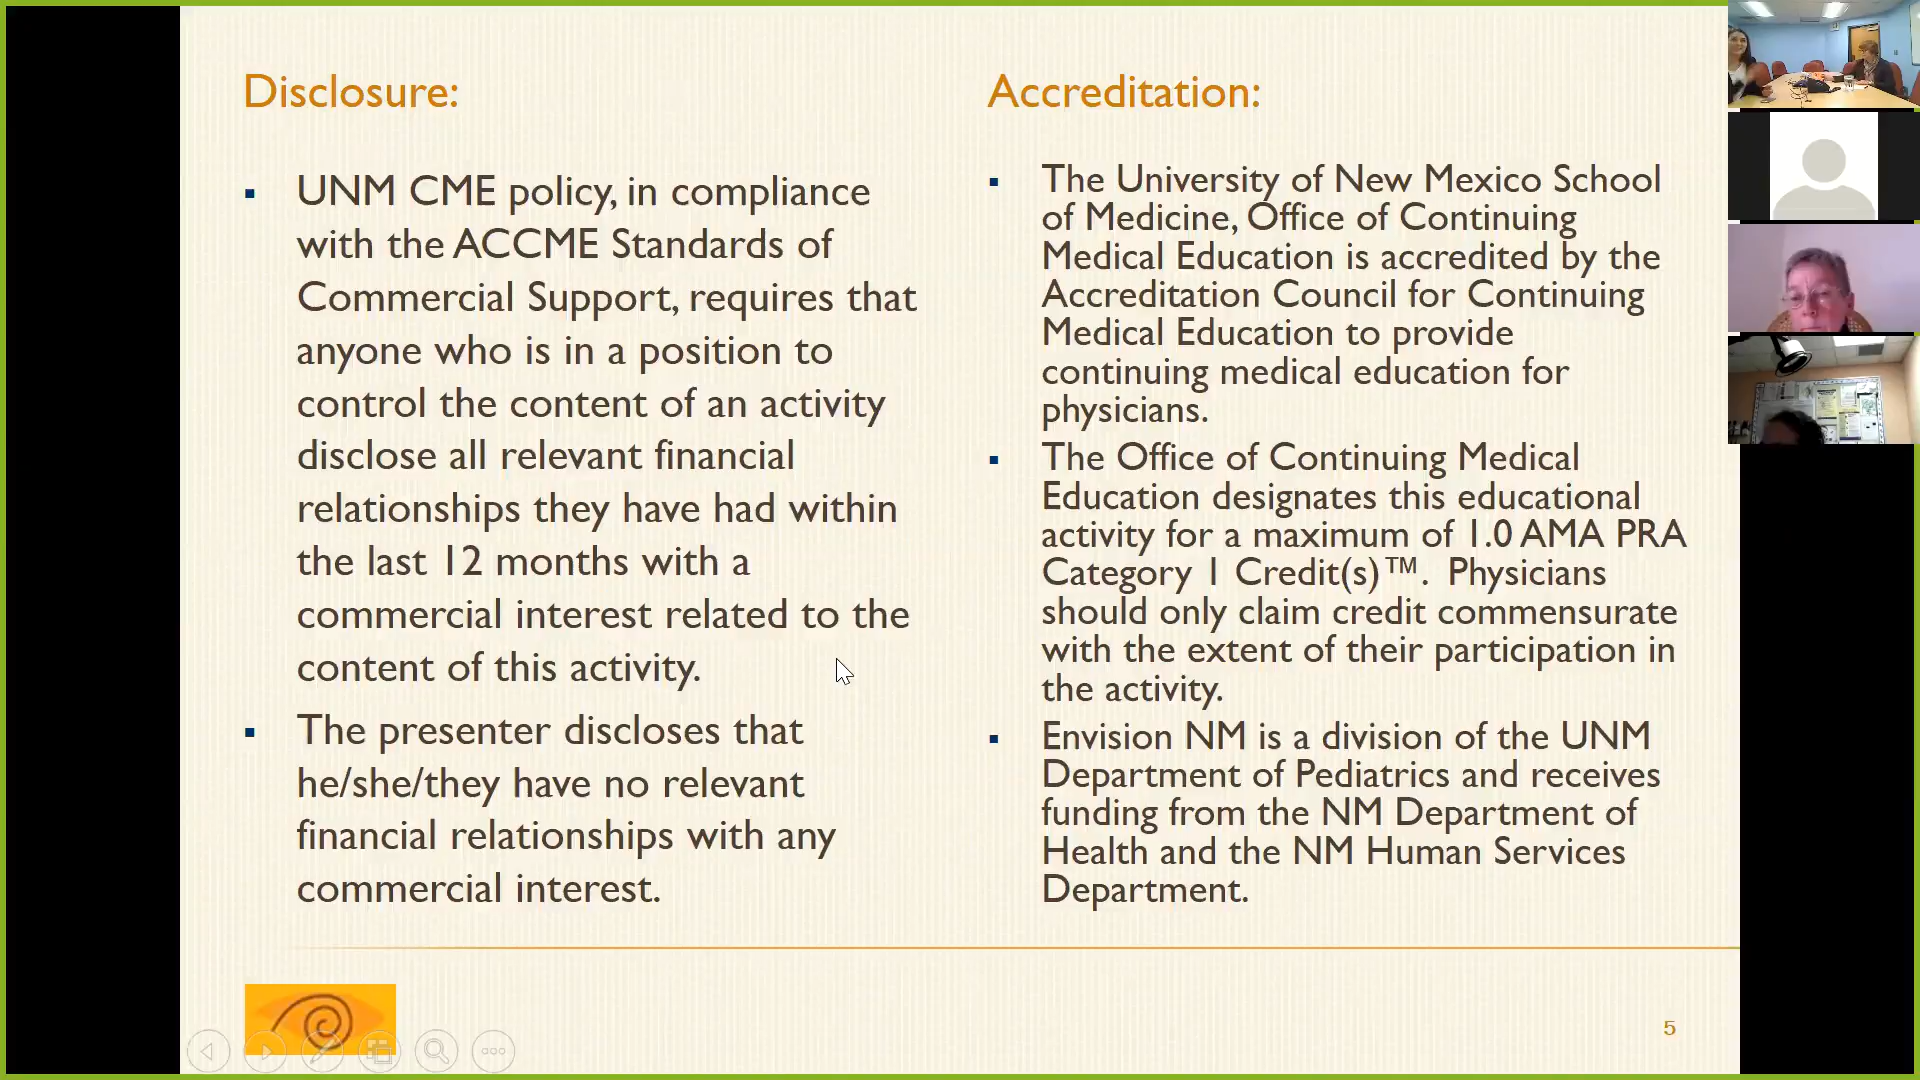 Disclosure:
UNM CME policy, in compliance
with the ACCME Standards of
Commercial Support, requires that
anyone who is in a position to
control the content of an activity
disclose all relevant financial
relationships they have had within
the last 12 months with a
commercial interest related to the
content of this activity.
The presenter discloses that
he/she/they have no relevant
financial relationships with any
commercial interest.
Accreditation:
The University of New Mexico School
of Medicine, Office of Continuing
Medical Education is accredited by the
Accreditation Council for Continuing
Medical Education to provide
continuing medical education for
physicians.
The Office of Continuing Medical
Education designates this educational
activity for a maximum of 1.0 AMA PRA
Category 1 Credit(s)™. Physicians
should only claim credit commensurate
with the extent of their participation in
the activity.
Envision NM is a division of the UNM
Department of Pediatrics and receives
funding from the NM Department of
Health and the NM Human Services
Department.
5